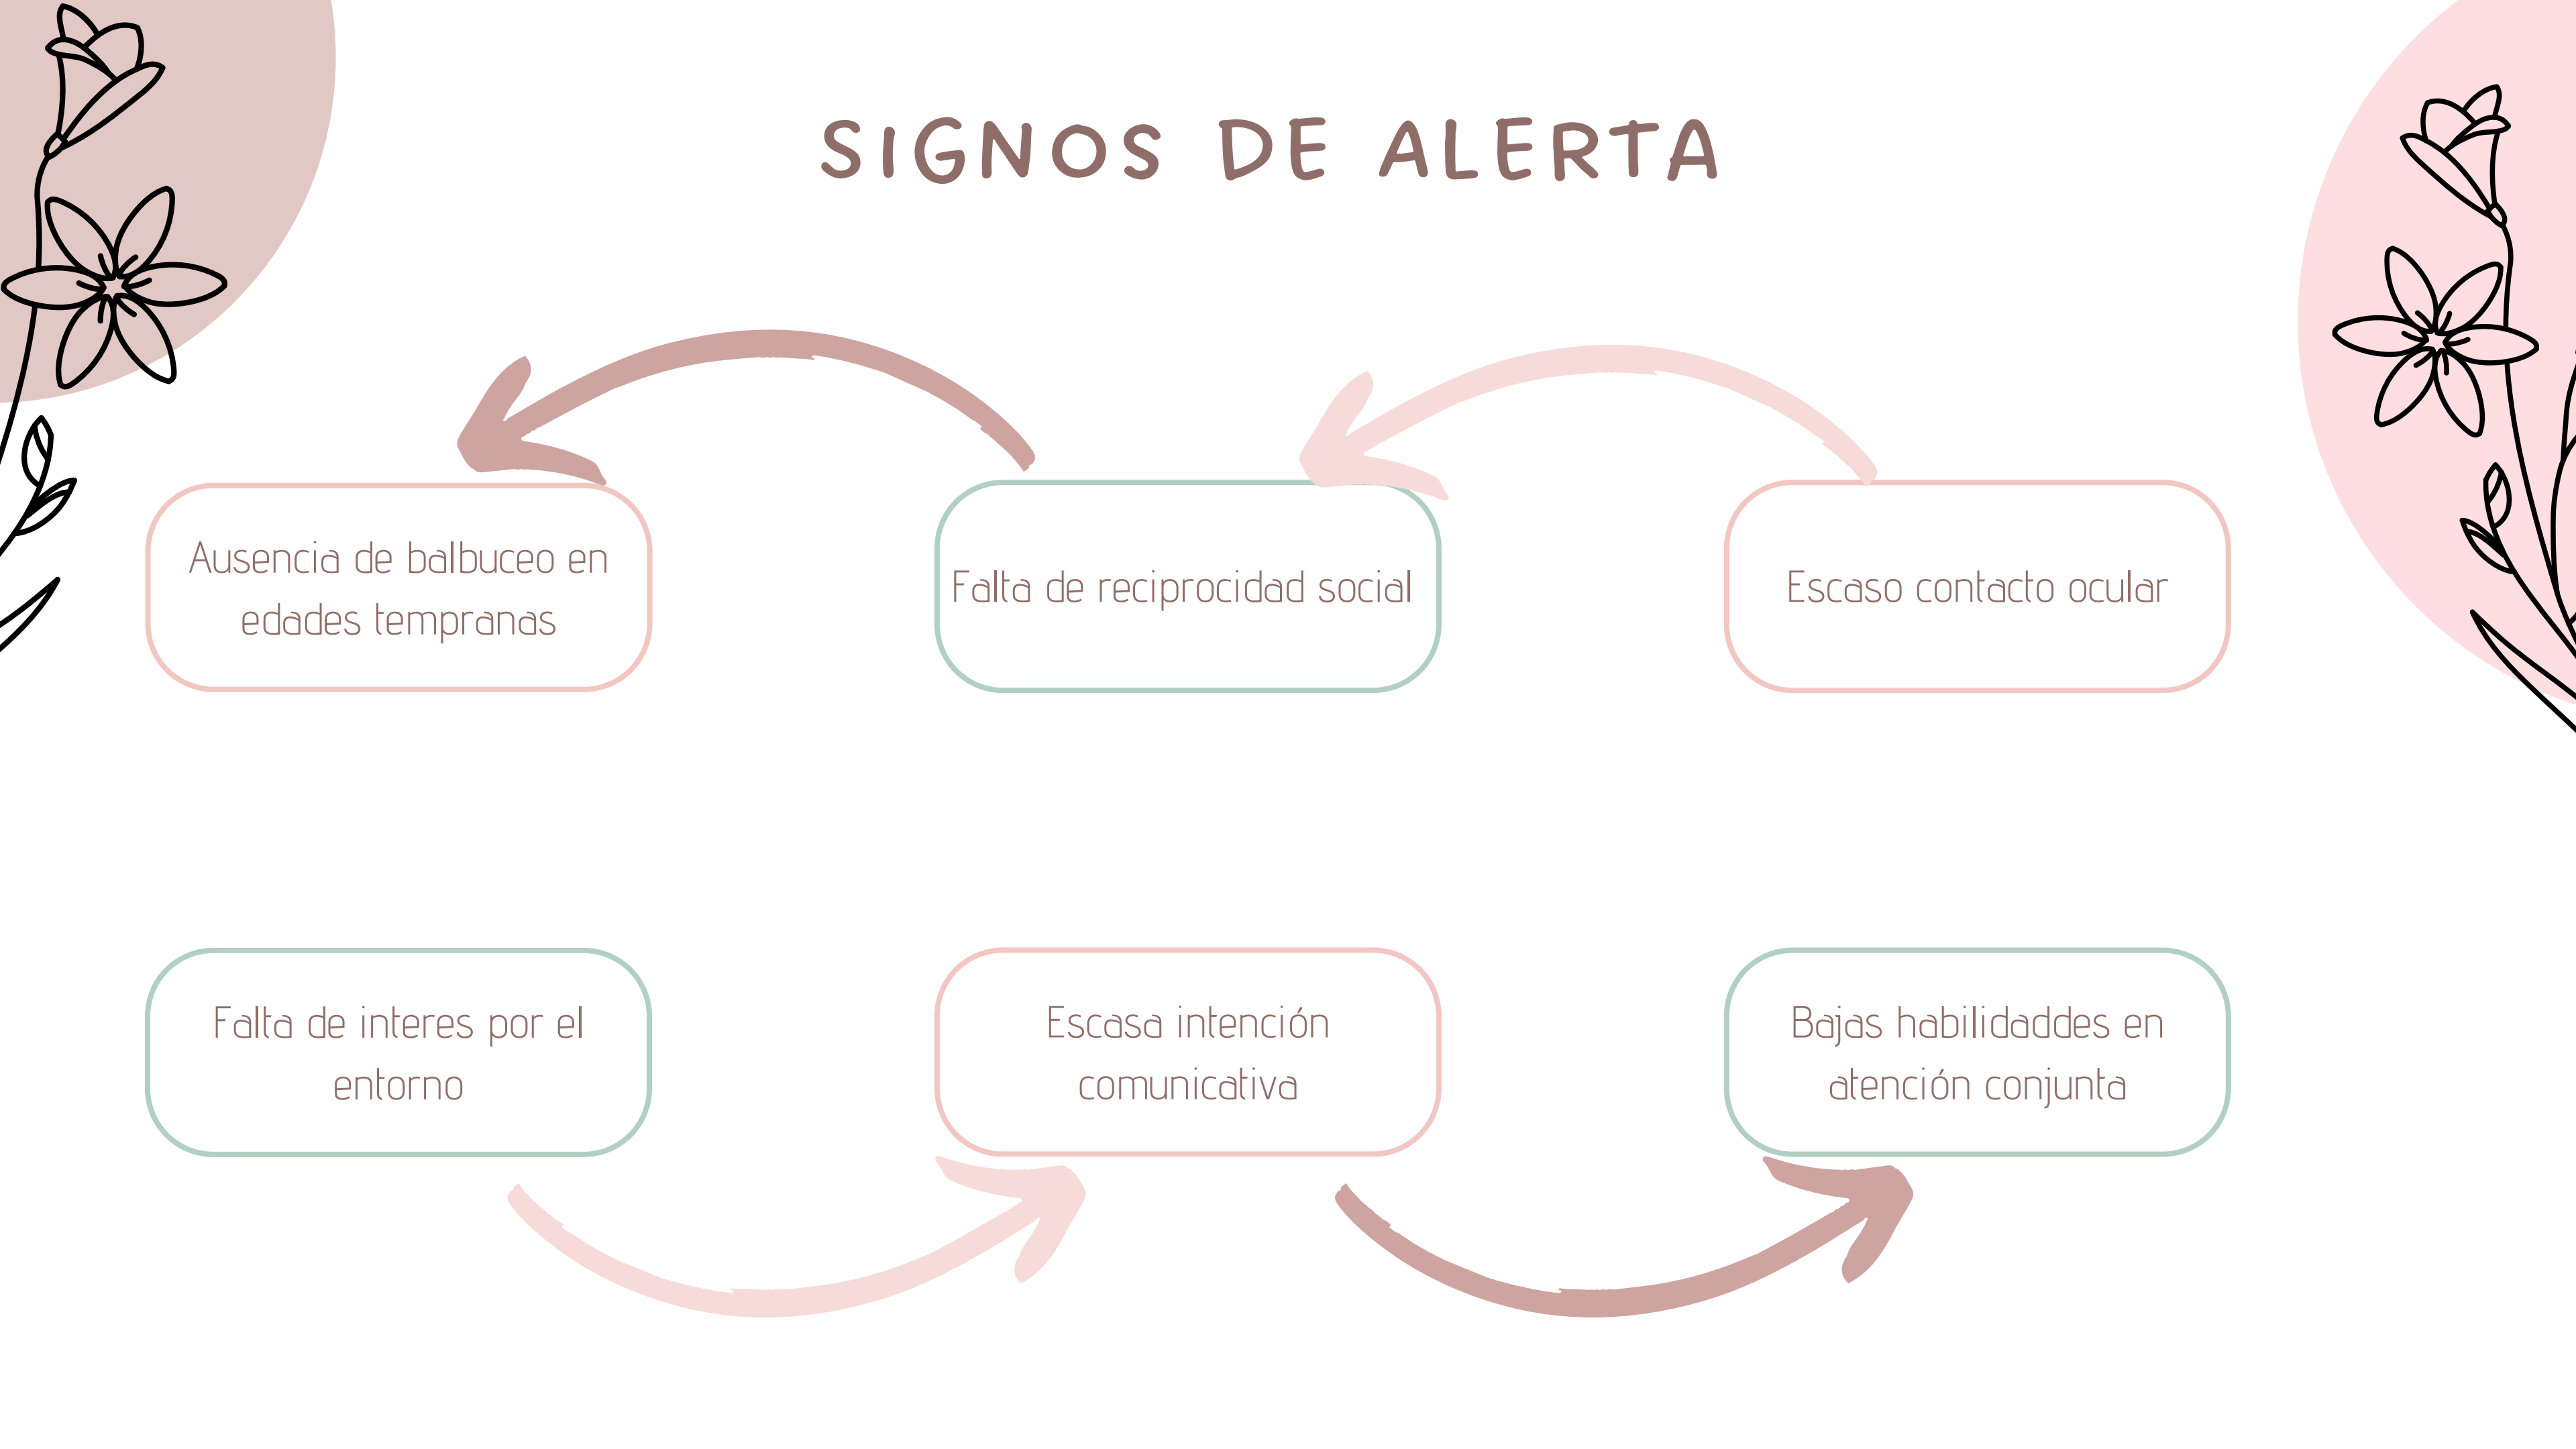 SIGNOS DE ALERTA
Ausencia de balbuceo en
edades tempranas
Falta de reciprocidad social
Escaso contacto ocular
Falta de interes por el
entorno
Escasa intención
comunicativa
Bajas habilidaddes en
atención conjunta